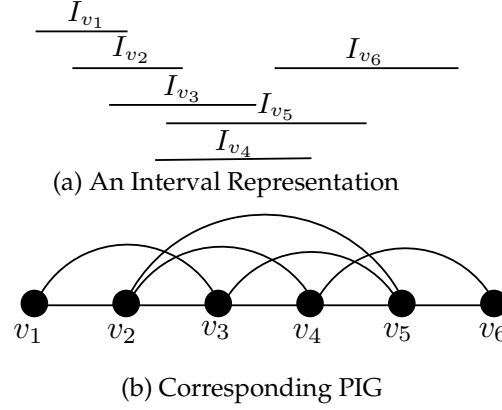 I_{v_1}
I_{v_2} I_{v_6}
I_{v_3} I_{v_5}
I_{v_4}
(a) An Interval Representation
v_1 v_2 v_3 v_4 v_5 v_6
(b) Corresponding PIG